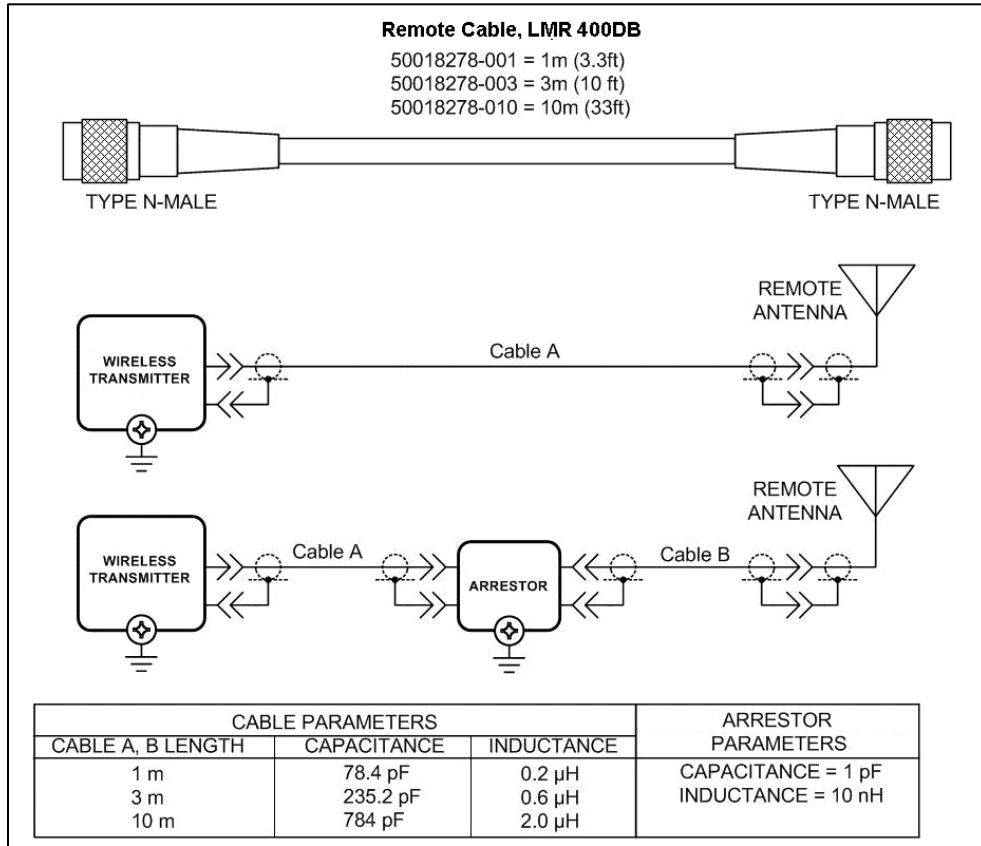 Remote Cable, LMR 400DB
50018278-001 = 1m (3.3ft)
50018278-003 = 3m (10 ft)
50018278-010 = 10m (33ft)
TYPE N-MALE
TYPE N-MALE
REMOTE
ANTENNA
WIRELESS
TRANSMITTER
Cable A
REMOTE
ANTENNA
WIRELESS
TRANSMITTER
Cable A
ARRESTOR
Cable B
CABLE PARAMETERS
ARRESTOR
PARAMETERS
CABLE A, B LENGTH CAPACITANCE INDUCTANCE
1 m 78.4 pF 0.2 µH CAPACITANCE = 1 pF
3 m 235.2 pF 0.6 µH INDUCTANCE = 10 nH
10 m 784 pF 2.0 µH